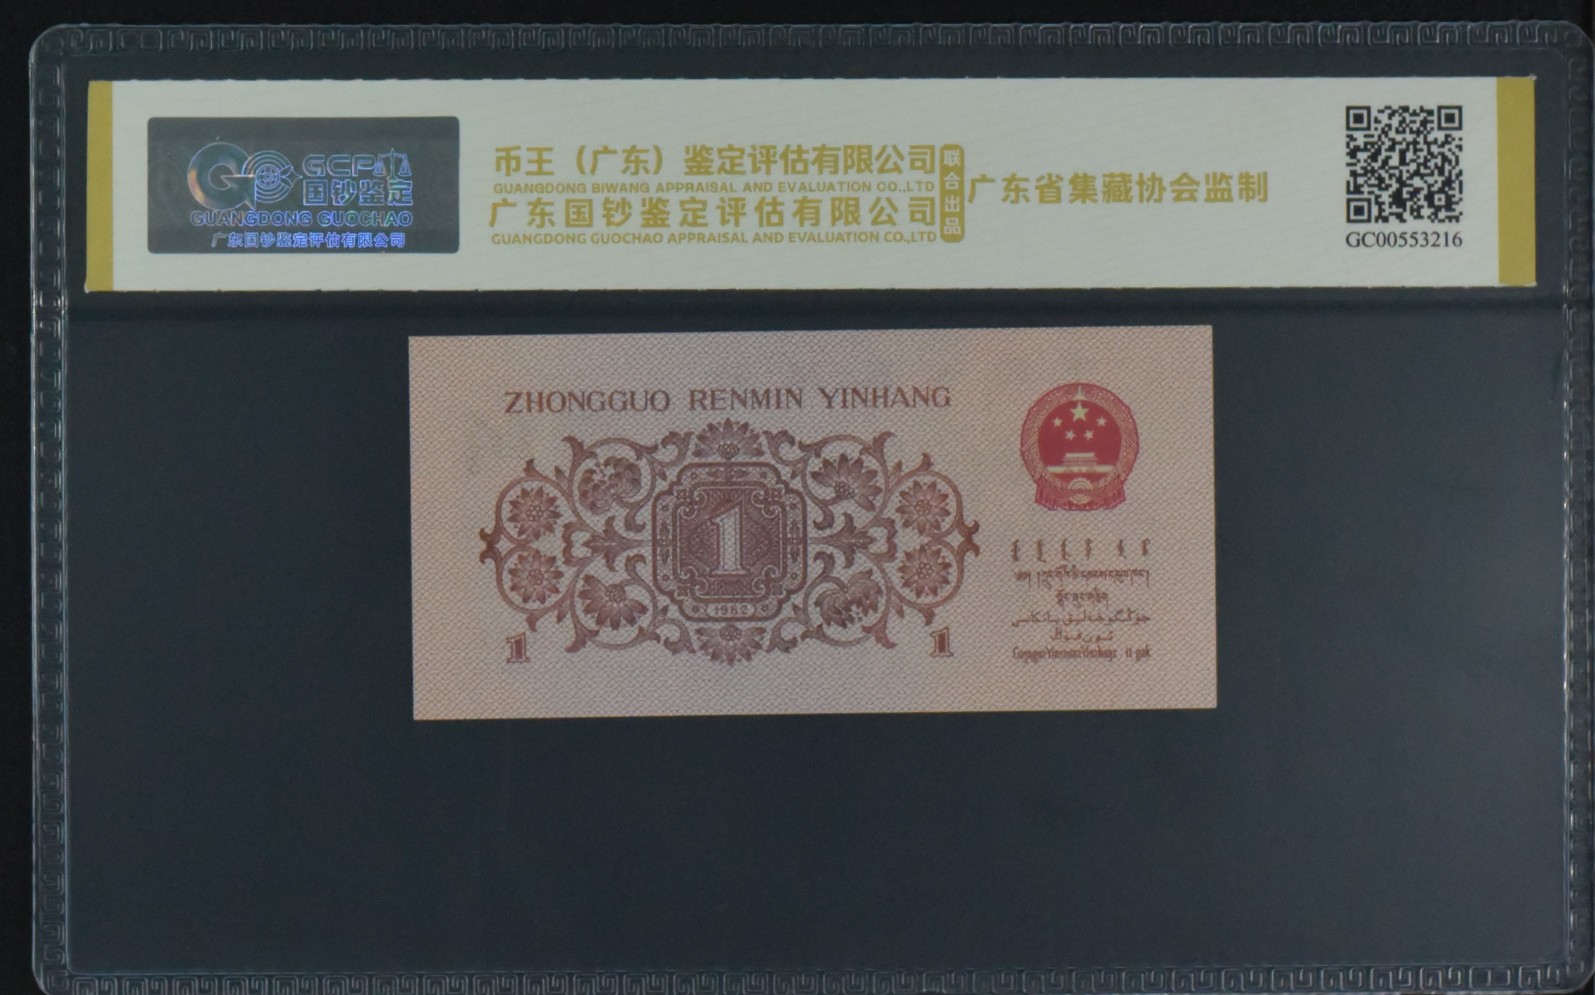 GCP
国钞鉴定
GUANGDONG GUOCHAO
广东国钞鉴定评估有限公司
币王（广东）鉴定评估有限公司
GUANGDONG BIWANG APPRAISAL AND EVALUATION CO.,LTD
广东国钞鉴定评估有限公司
GUANGDONG GUOCHAO APPRAISAL AND EVALUATION CO.,LTD
联合出品
广东省集藏协会监制
GC00553216
ZHONGGUO RENMIN YINHANG
1
1962
1
1